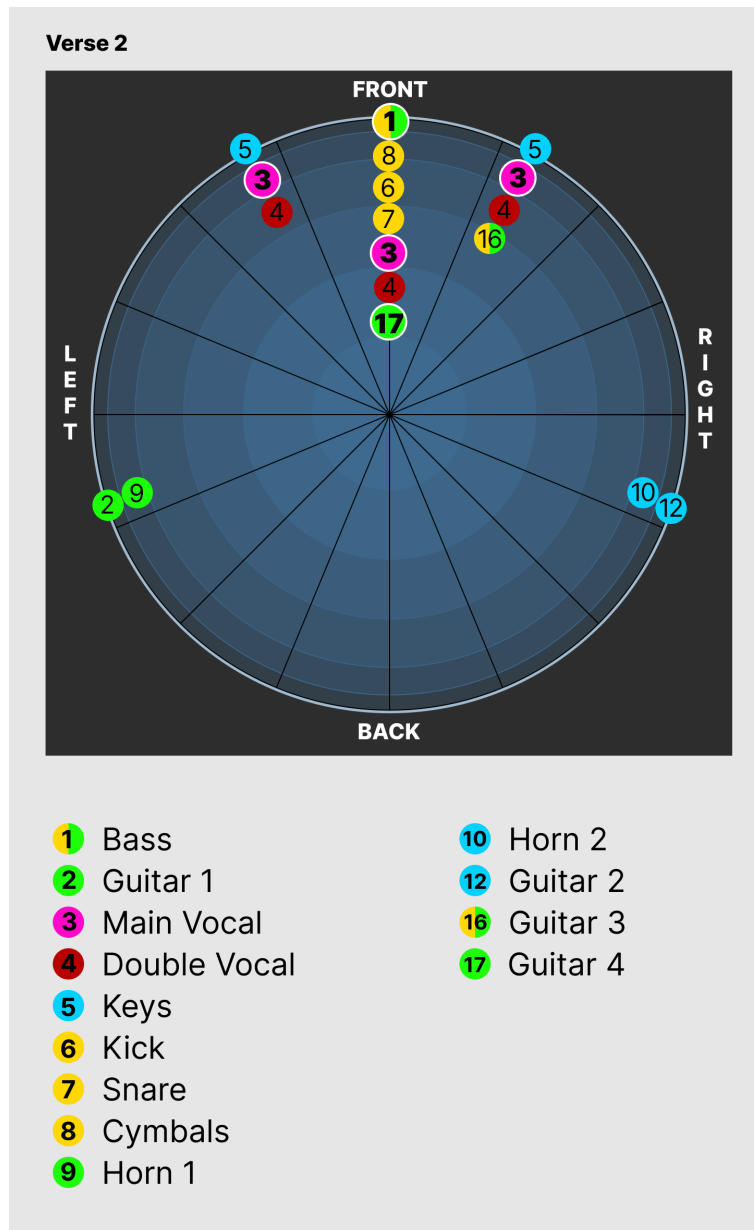 Verse 2
FRONT
1
5 8 5
3 6 3
4 7 4
3 16
4
17
LEFT
RIGHT
2 9 10 12
BACK
1 Bass
2 Guitar 1
3 Main Vocal
4 Double Vocal
5 Keys
6 Kick
7 Snare
8 Cymbals
9 Horn 1
10 Horn 2
12 Guitar 2
16 Guitar 3
17 Guitar 4